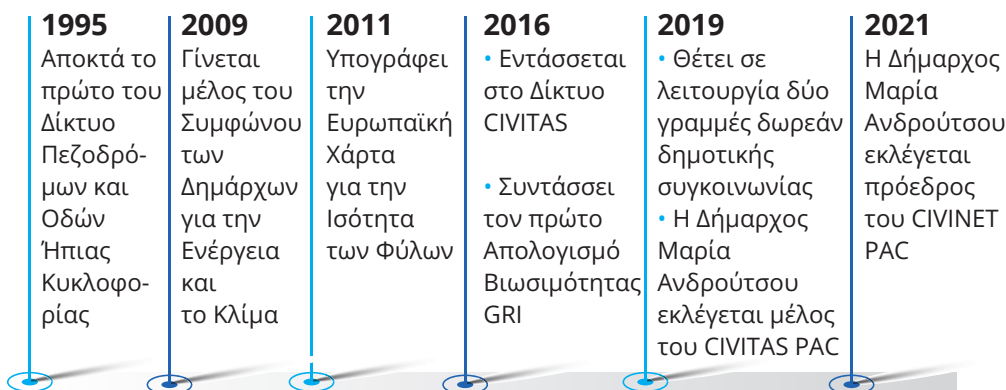 1995
Αποκτά το
πρώτο του
Δίκτυο
Πεζοδρό-
μων και
Οδών
Ήπιας
Κυκλοφο-
ρίας
2009
Γίνεται
μέλος του
Συμφώνου
των
Δημάρχων
για την
Ενέργεια
και
το Κλίμα
2011
Υπογράφει
την
Ευρωπαϊκή
Χάρτα
για την
Ισότητα
των Φύλων
2016
• Εντάσσεται
στο Δίκτυο
CIVITAS
• Συντάσσει
τον πρώτο
Απολογισμό
Βιωσιμότητας
GRI
2019
• Θέτει σε
λειτουργία δύο
γραμμές δωρεάν
δημοτικής
συγκοινωνίας
• Η Δήμαρχος
Μαρία
Ανδρούτσου
εκλέγεται μέλος
του CIVITAS PAC
2021
Η Δήμαρχος
Μαρία
Ανδρούτσου
εκλέγεται
πρόεδρος
του CIVINET
PAC